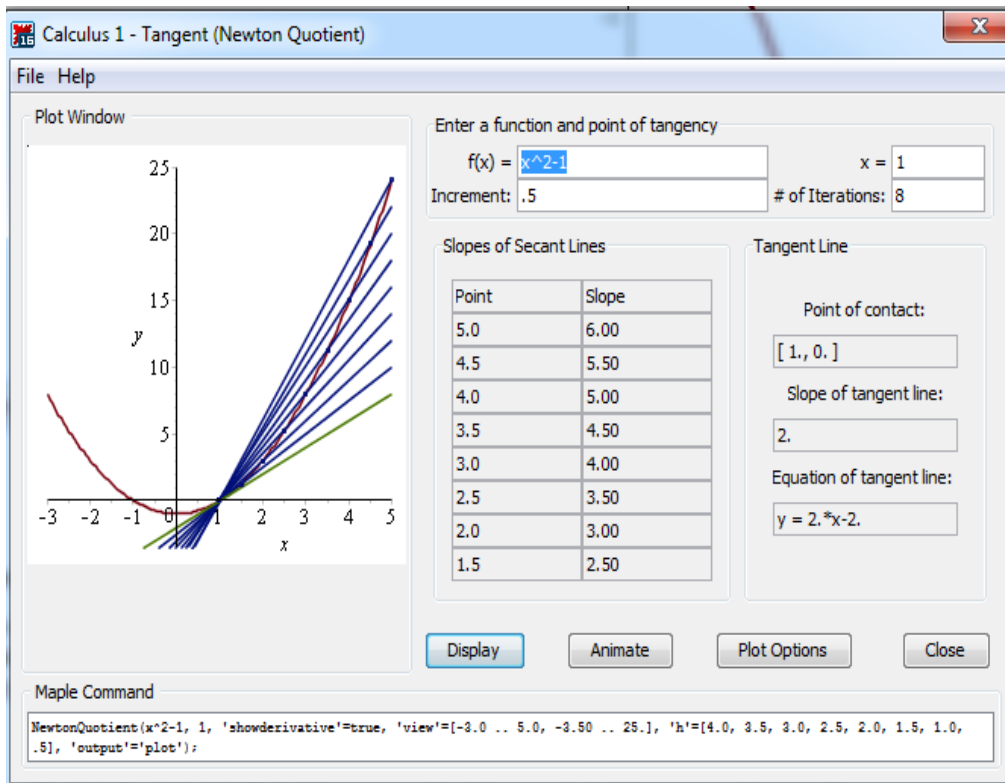 Calculus 1 - Tangent (Newton Quotient)
X
File Help
Plot Window
25
20
15
y
10
5
-3 -2 -1 0 1 2 3 4 5
x
Enter a function and point of tangency
f(x) = x^2-1 x = 1
Increment: .5 # of Iterations: 8
Slopes of Secant Lines
Point Slope
5.0 6.00
4.5 5.50
4.0 5.00
3.5 4.50
3.0 4.00
2.5 3.50
2.0 3.00
1.5 2.50
Tangent Line
Point of contact:
[ 1., 0. ]
Slope of tangent line:
2.
Equation of tangent line:
y = 2.*x-2.
Display Animate Plot Options Close
Maple Command
NewtonQuotient(x^2-1, 1, 'showderivative'=true, 'view'=[-3.0 .. 5.0, -3.50 .. 25.], 'h'=[4.0, 3.5, 3.0, 2.5, 2.0, 1.5, 1.0,
.5], 'output'='plot');